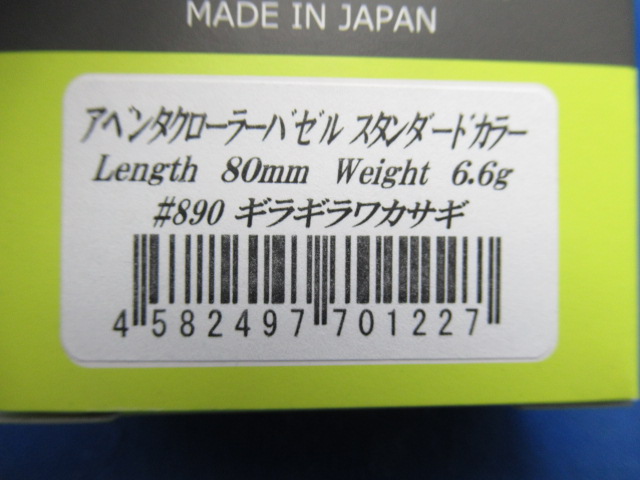 MADE IN JAPAN
アベンタクローラーバゼル スタンダードカラー
Length 80mm Weight 6.6g
#890 ギラギラワカサギ
4 582497 701227